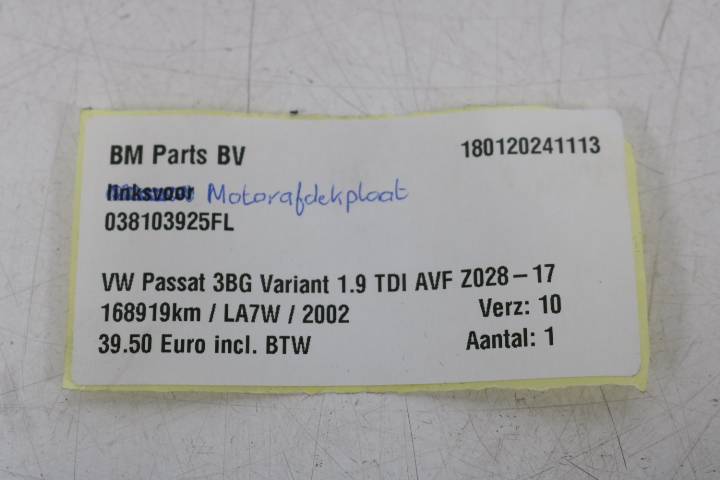 BM Parts BV 180120241113
linksvoor Motorafdekplaat
038103925FL
VW Passat 3BG Variant 1.9 TDI AVF Z028-17
168919km / LA7W / 2002 Verz: 10
39.50 Euro incl. BTW Aantal: 1